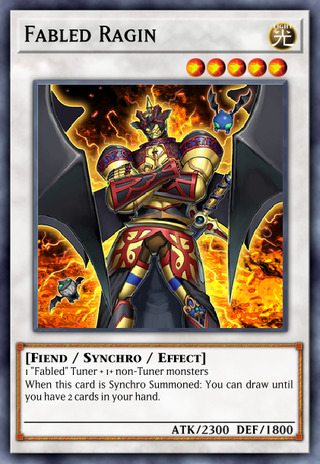 Fabled Ragin
LIGHT
光
[Fiend / Synchro / Effect]
1 "Fabled" Tuner + 1+ non-Tuner monsters
When this card is Synchro Summoned: You can draw until
you have 2 cards in your hand.
ATK/2300 DEF/1800